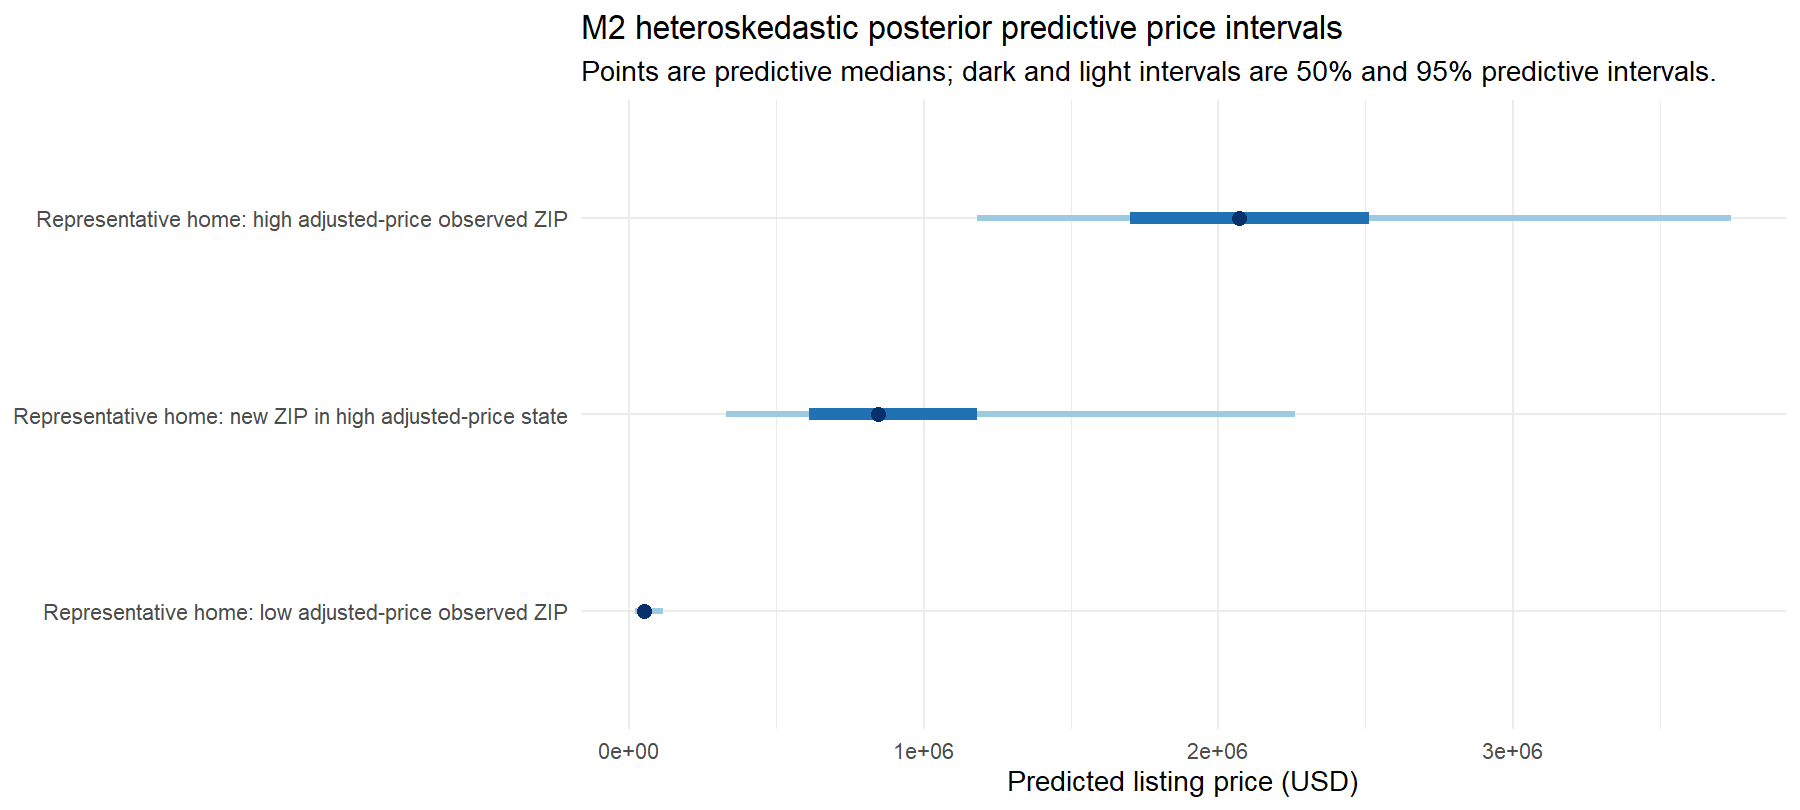 M2 heteroskedastic posterior predictive price intervals
Points are predictive medians; dark and light intervals are 50% and 95% predictive intervals.
Representative home: high adjusted-price observed ZIP
Representative home: new ZIP in high adjusted-price state
Representative home: low adjusted-price observed ZIP
0e+00 1e+06 2e+06 3e+06
Predicted listing price (USD)